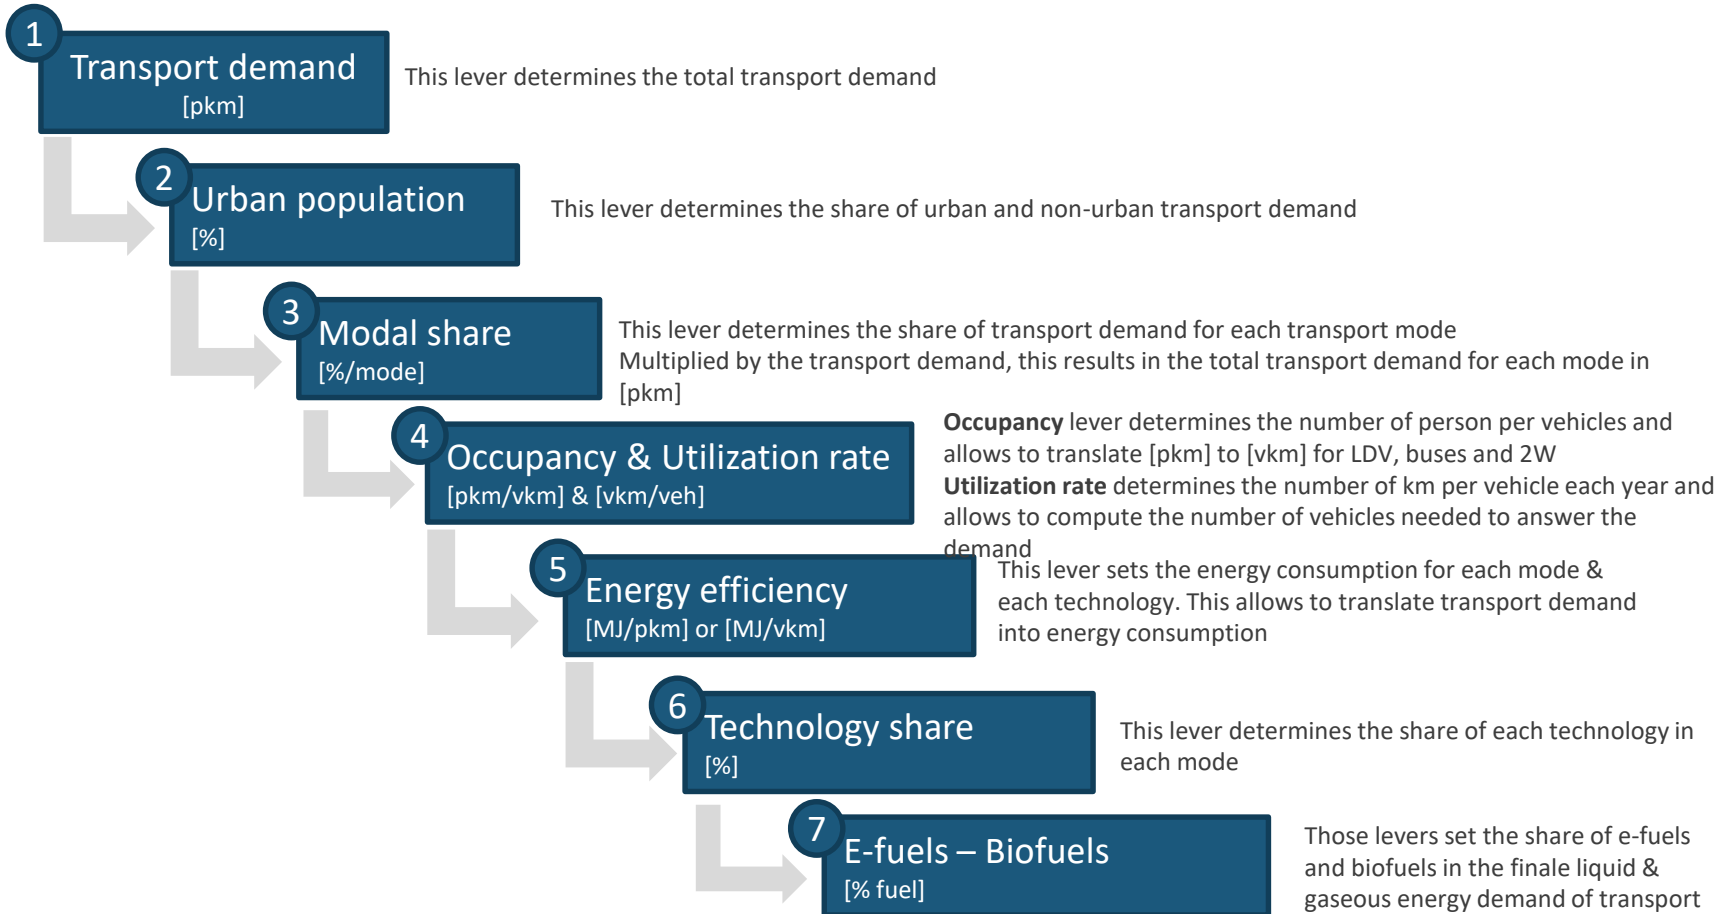 1
Transport demand
[pkm]
This lever determines the total transport demand
2
Urban population
[%]
This lever determines the share of urban and non-urban transport demand
3
Modal share
[%/mode]
This lever determines the share of transport demand for each transport mode
Multiplied by the transport demand, this results in the total transport demand for each mode in
[pkm]
4
Occupancy & Utilization rate
[pkm/vkm] & [vkm/veh]
Occupancy lever determines the number of person per vehicles and
allows to translate [pkm] to [vkm] for LDV, buses and 2W
Utilization rate determines the number of km per vehicle each year and
allows to compute the number of vehicles needed to answer the
demand
5
Energy efficiency
[MJ/pkm] or [MJ/vkm]
This lever sets the energy consumption for each mode &
each technology. This allows to translate transport demand
into energy consumption
6
Technology share
[%]
This lever determines the share of each technology in
each mode
7
E-fuels – Biofuels
[% fuel]
Those levers set the share of e-fuels
and biofuels in the finale liquid &
gaseous energy demand of transport